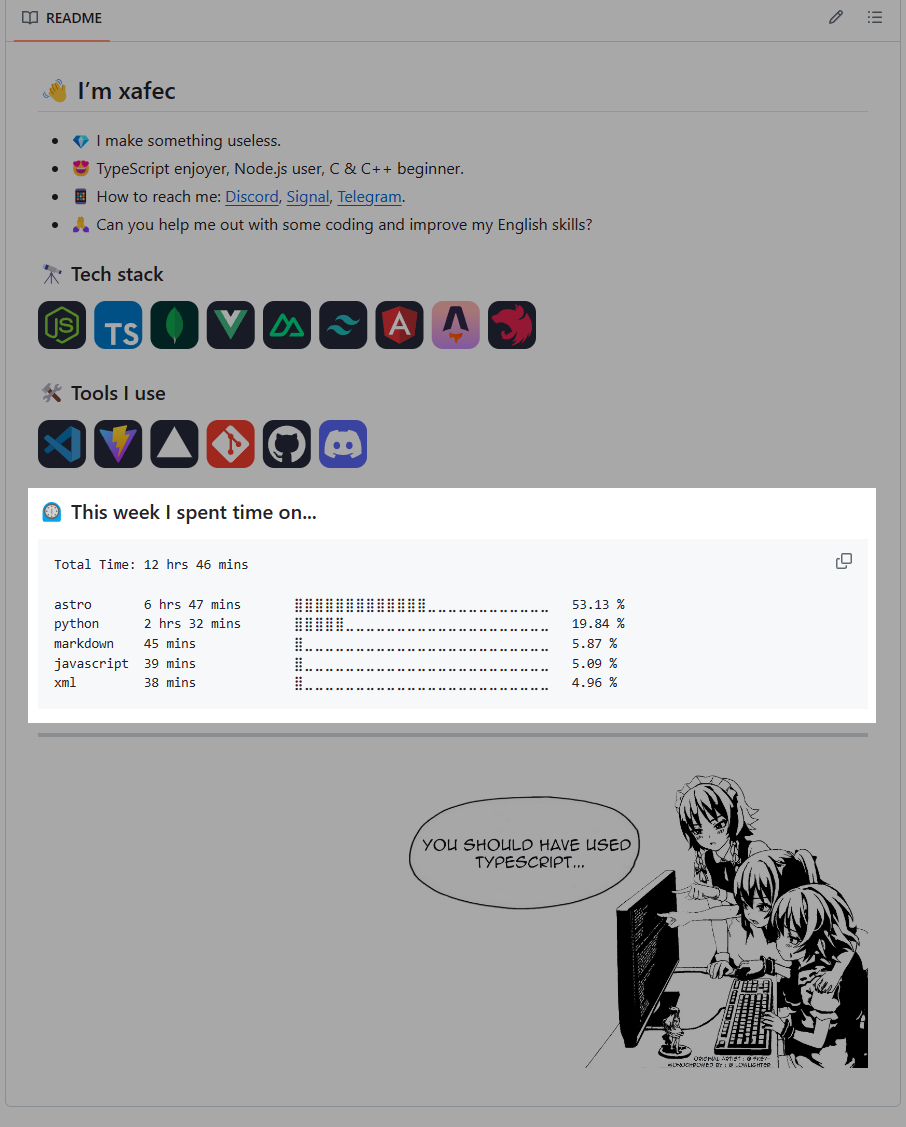 README
👋 I’m xafec
💎 I make something useless.
😍 TypeScript enjoyer, Node.js user, C & C++ beginner.
📱 How to reach me: Discord, Signal, Telegram.
🙏 Can you help me out with some coding and improve my English skills?
🔭 Tech stack
JS TS A
🛠️ Tools I use
🕰️ This week I spent time on...
Total Time: 12 hrs 46 mins
astro 6 hrs 47 mins ⣿⣿⣿⣿⣿⣿⣿⣿⣿⣿⣿⣿⣿⣀⣀⣀⣀⣀⣀⣀⣀⣀⣀⣀⣀ 53.13 %
python 2 hrs 32 mins ⣿⣿⣿⣿⣿⣀⣀⣀⣀⣀⣀⣀⣀⣀⣀⣀⣀⣀⣀⣀⣀⣀⣀⣀⣀ 19.84 %
markdown 45 mins ⣿⣀⣀⣀⣀⣀⣀⣀⣀⣀⣀⣀⣀⣀⣀⣀⣀⣀⣀⣀⣀⣀⣀⣀⣀ 5.87 %
javascript 39 mins ⣿⣀⣀⣀⣀⣀⣀⣀⣀⣀⣀⣀⣀⣀⣀⣀⣀⣀⣀⣀⣀⣀⣀⣀⣀ 5.09 %
xml 38 mins ⣿⣀⣀⣀⣀⣀⣀⣀⣀⣀⣀⣀⣀⣀⣀⣀⣀⣀⣀⣀⣀⣀⣀⣀⣀ 4.96 %
YOU SHOULD HAVE USED
TYPESCRIPT...
ORIGINAL ARTIST : @
MONOCHROMED BY : @ LOWLIGHTER